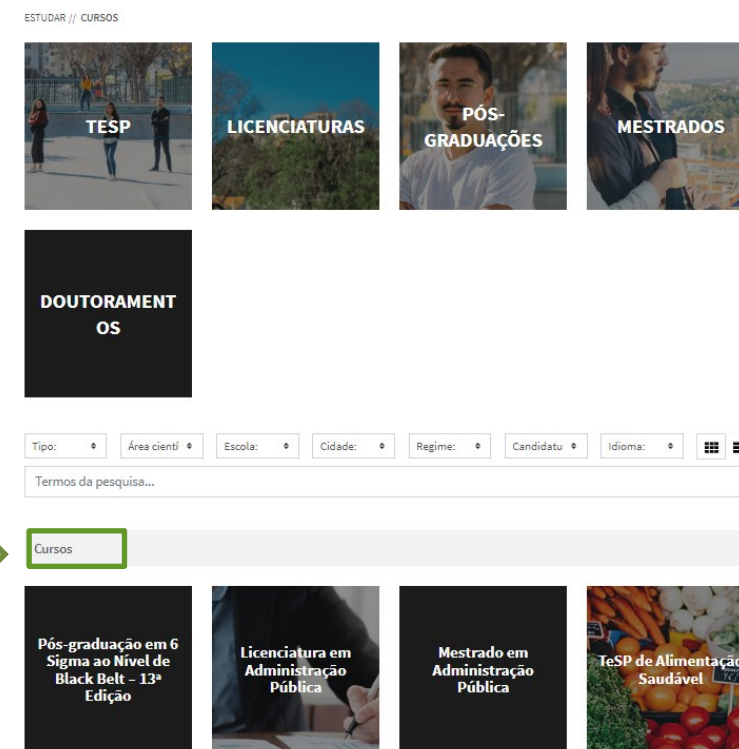 ESTUDAR // CURSOS
TESP
LICENCIATURAS
PÓS-
GRADUAÇÕES
MESTRADOS
DOUTORAMENT
OS
Tipo:
Área científ
Escola:
Cidade:
Regime:
Candidatu
Idioma:
Termos da pesquisa...
Cursos
Pós-graduação em 6
Sigma ao Nível de
Black Belt – 13ª
Edição
Licenciatura em
Administração
Pública
Mestrado em
Administração
Pública
TeSP de Alimentação
Saudável